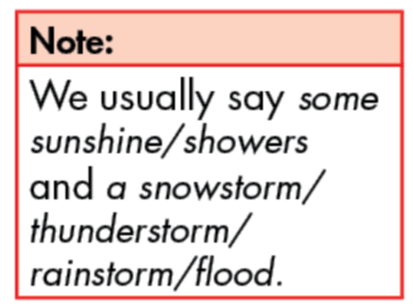 Note:
We usually say some
sunshine/showers
and a snowstorm/
thunderstorm/
rainstorm/flood.